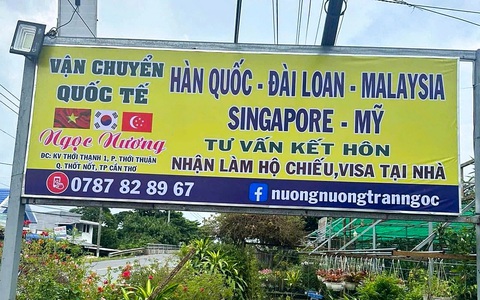 VẬN CHUYỂN
QUỐC TẾ
Ngọc Nương
ĐC: KV THỚI THẠNH 1, P. THỚI THUẬN
Q. THỐT NỐT, TP CẦN THƠ
HÀN QUỐC - ĐÀI LOAN - MALAYSIA
SINGAPORE - MỸ
TƯ VẤN KẾT HÔN
NHẬN LÀM HỘ CHIẾU,VISA TẠI NHÀ
0787 82 89 67
nuongnuongtranngoc